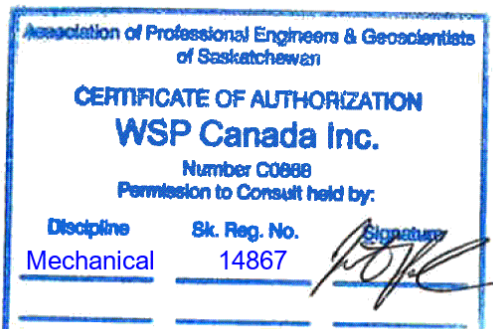 Association of Professional Engineers & Geoscientists
of Saskatchewan
CERTIFICATE OF AUTHORIZATION
WSP Canada Inc.
Number C0888
Permission to Consult held by:
Discipline Sk. Reg. No. Signature
Mechanical 14867